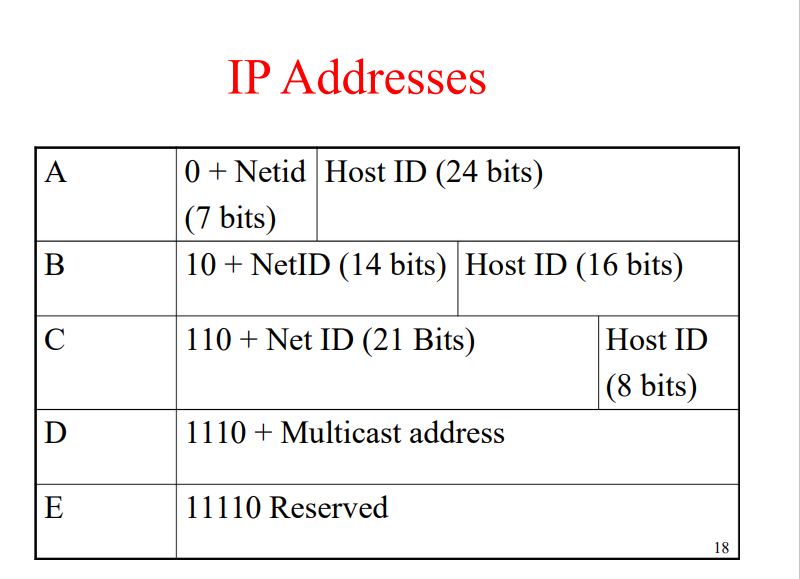 IP Addresses
A 0 + Netid Host ID (24 bits)
(7 bits)
B 10 + NetID (14 bits) Host ID (16 bits)
C 110 + Net ID (21 Bits) Host ID
(8 bits)
D 1110 + Multicast address
E 11110 Reserved
18